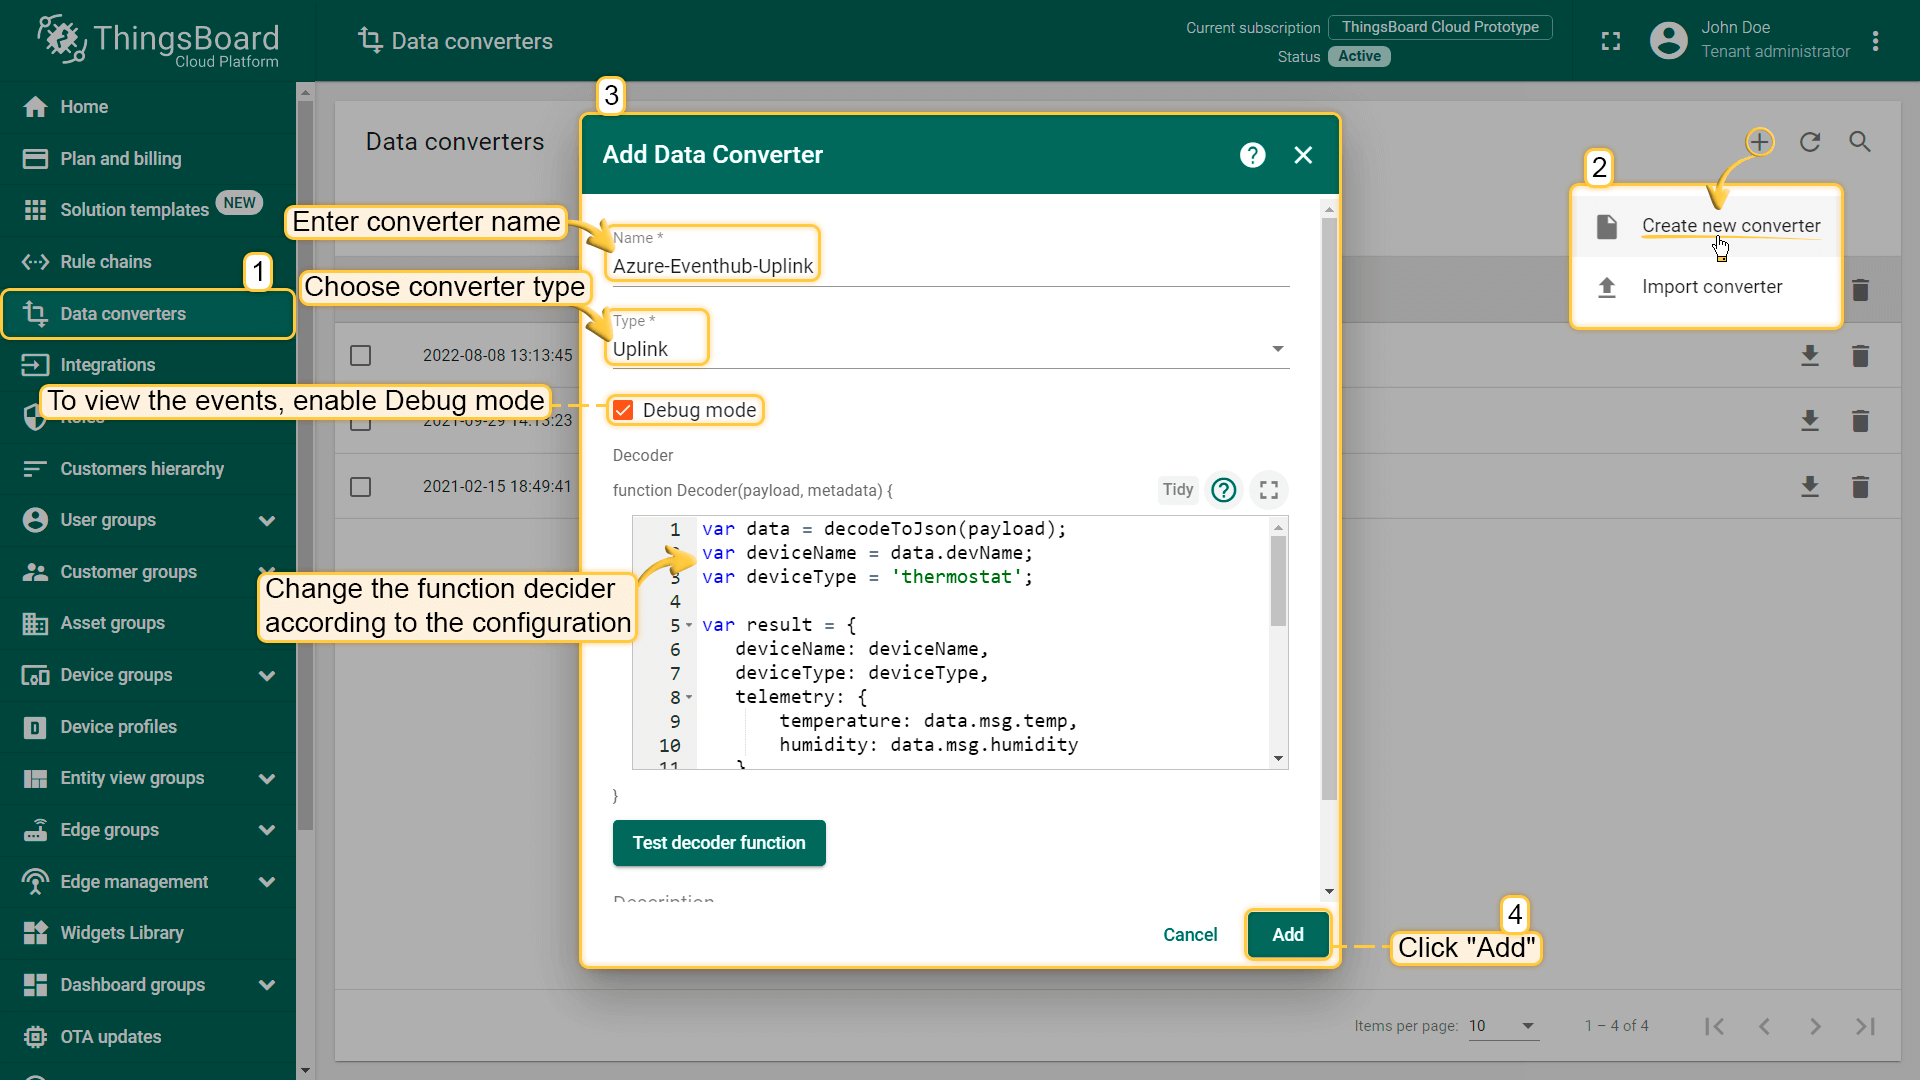 ThingsBoard
Cloud Platform
Data converters
Current subscription
ThingsBoard Cloud Prototype
Status
Active
John Doe
Tenant administrator
Home
Plan and billing
Solution templates
NEW
Rule chains
1
Data converters
Integrations
Customers hierarchy
User groups
Customer groups
Asset groups
Device groups
Device profiles
Entity view groups
Edge groups
Edge management
Widgets Library
Dashboard groups
OTA updates
Data converters
2
Create new converter
Import converter
2022-08-08 13:13:45
2021-09-29 14:13:23
2021-02-15 18:49:41
3
Add Data Converter
Enter converter name
Name *
Azure-Eventhub-Uplink
Choose converter type
Type *
Uplink
To view the events, enable Debug mode
Debug mode
Decoder
function Decoder(payload, metadata) {
Tidy
1 var data = decodeToJson(payload);
var deviceName = data.devName;
3 var deviceType = 'thermostat';
4
5 var result = {
6 deviceName: deviceName,
7 deviceType: deviceType,
8 telemetry: {
9 temperature: data.msg.temp,
10 humidity: data.msg.humidity
11 }
Change the function decider
according to the configuration
}
Test decoder function
Description
Cancel
Add
4
Click "Add"
Items per page: 10
1 – 4 of 4